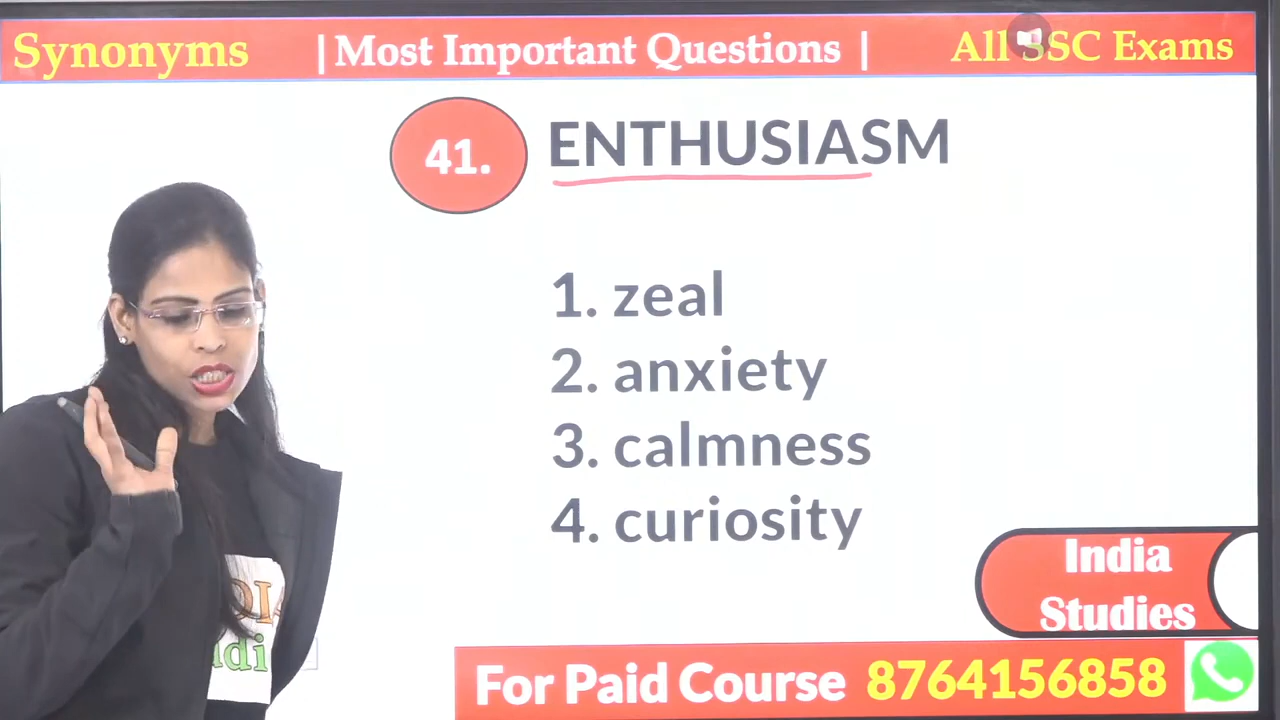 Synonyms | Most Important Questions | All SSC Exams
41. ENTHUSIASM
1. zeal
2. anxiety
3. calmness
4. curiosity
India
Studies
For Paid Course 8764156858